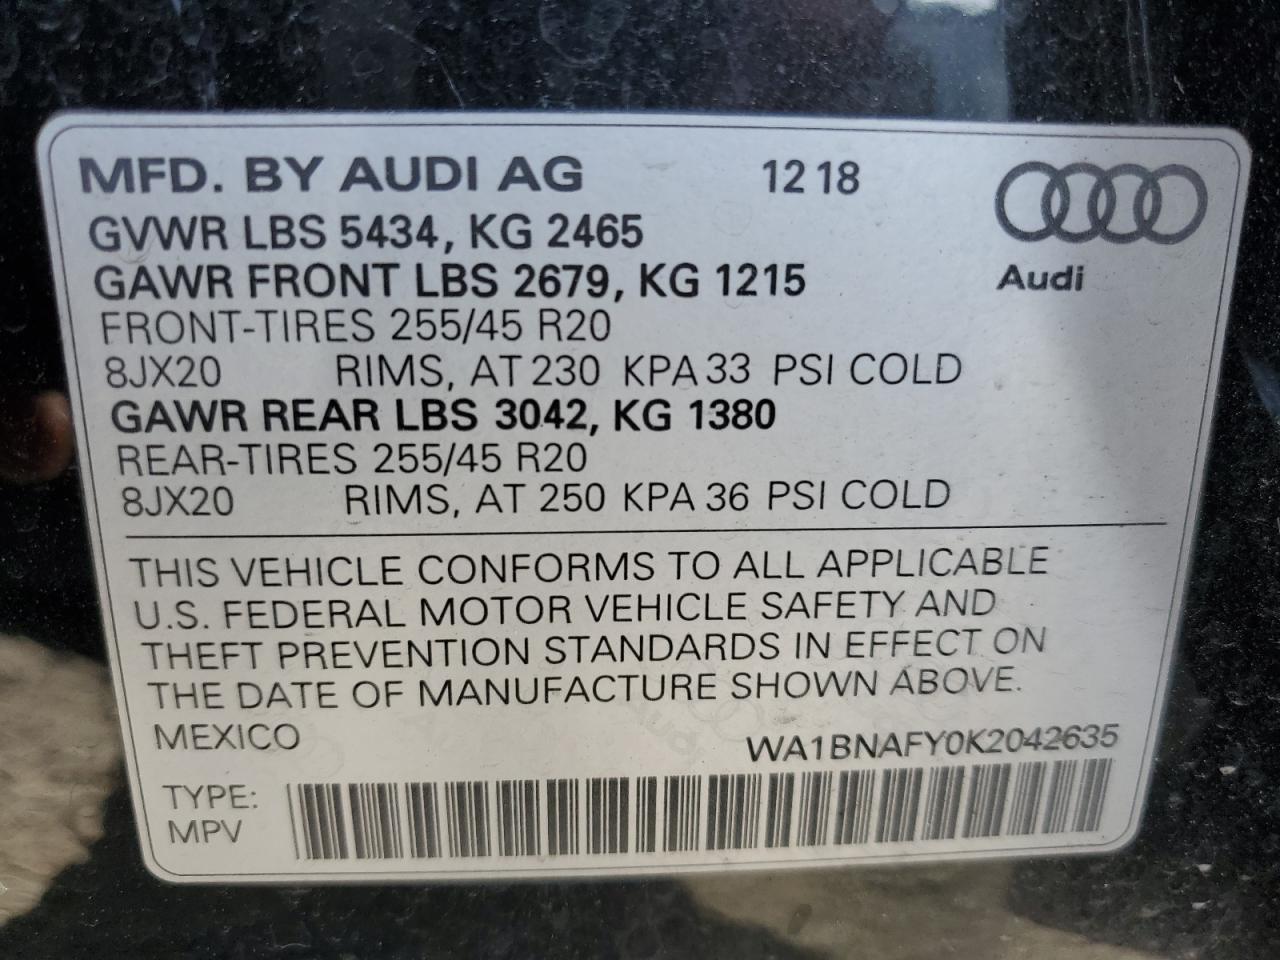 MFD. BY AUDI AG 12 18
GVWR LBS 5434, KG 2465
GAWR FRONT LBS 2679, KG 1215
Audi
FRONT-TIRES 255/45 R20
8JX20 RIMS, AT 230 KPA 33 PSI COLD
GAWR REAR LBS 3042, KG 1380
REAR-TIRES 255/45 R20
8JX20 RIMS, AT 250 KPA 36 PSI COLD
THIS VEHICLE CONFORMS TO ALL APPLICABLE
U.S. FEDERAL MOTOR VEHICLE SAFETY AND
THEFT PREVENTION STANDARDS IN EFFECT ON
THE DATE OF MANUFACTURE SHOWN ABOVE.
MEXICO WA1BNAFY0K2042635
TYPE:
MPV